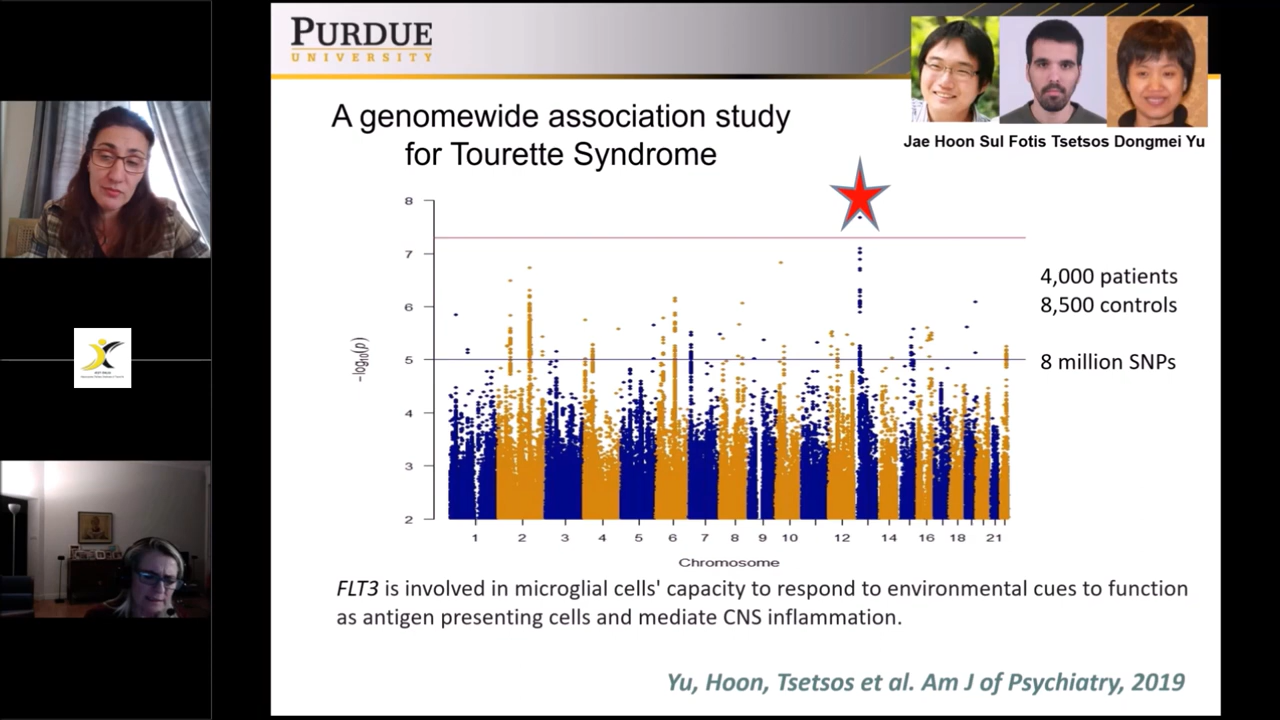 PURDUE
UNIVERSITY
Jae Hoon Sul Fotis Tsetsos Dongmei Yu
A genomewide association study
for Tourette Syndrome
8
7
6
5
4
3
2
−log10(p)
1 2 3 4 5 6 7 8 9 10 12 14 16 18 21
Chromosome
4,000 patients
8,500 controls
8 million SNPs
FLT3 is involved in microglial cells' capacity to respond to environmental cues to function
as antigen presenting cells and mediate CNS inflammation.
Yu, Hoon, Tsetsos et al. Am J of Psychiatry, 2019